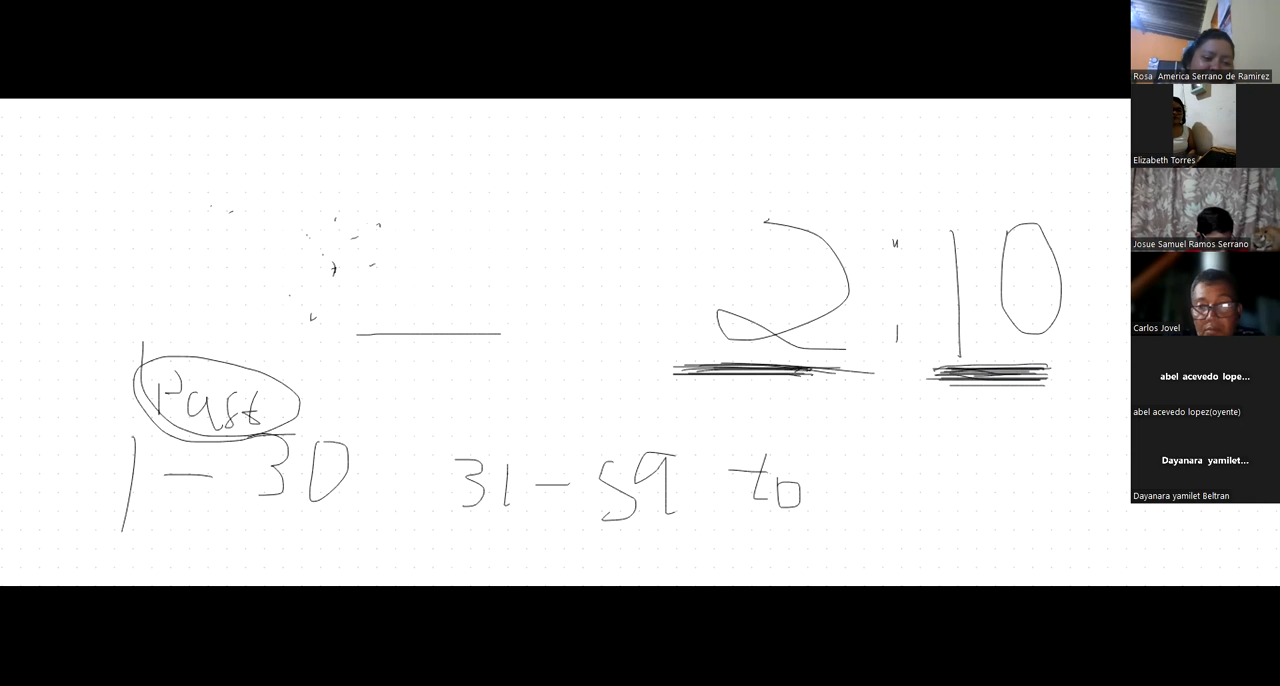 2:10
Past
1 - 30 31 - 59 to
Rosa America Serrano de Ramirez
Elizabeth Torres
Josue Samuel Ramos Serrano
Carlos Jovel
abel acevedo lope...
abel acevedo lopez(oyente)
Dayanara yamilet...
Dayanara yamilet Beltran